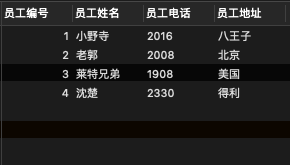 员工编号 员工姓名 员工电话 员工地址
1 小野寺 2016 八王子
2 老郭 2008 北京
3 莱特兄弟 1908 美国
4 沈楚 2330 得利